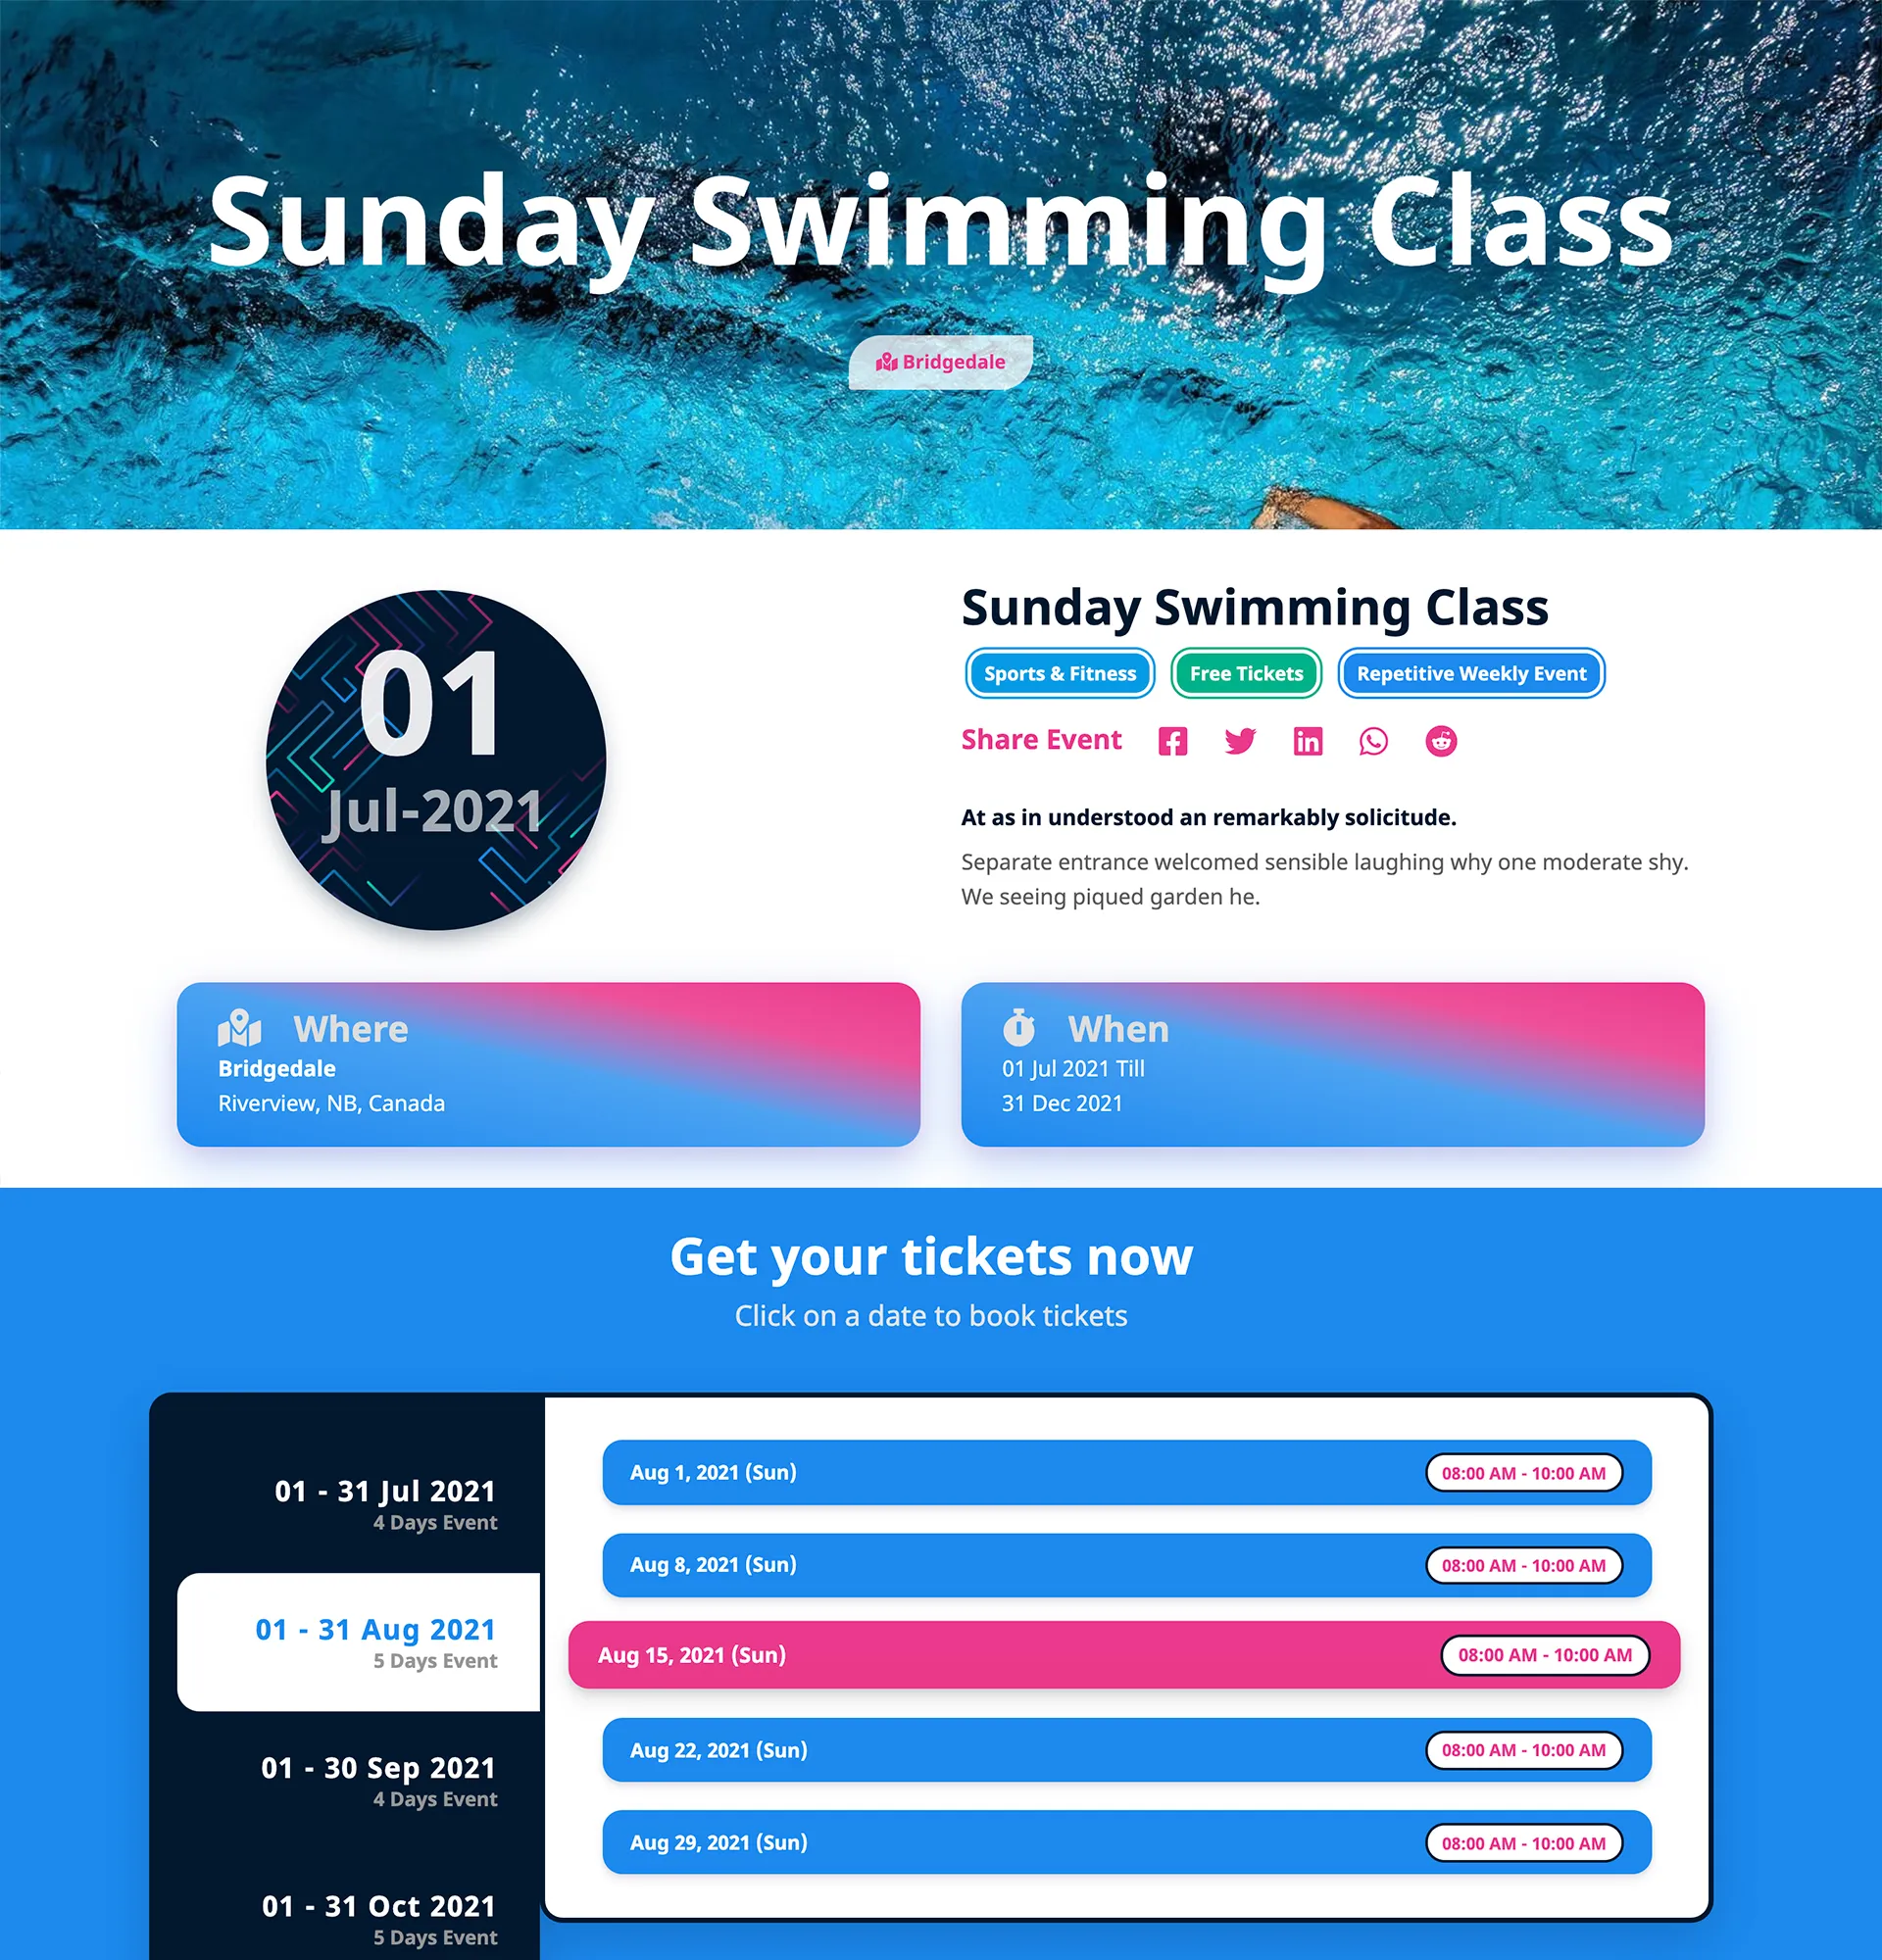 Sunday Swimming Class
Bridgedale
01
Jul-2021
Sunday Swimming Class
Sports & Fitness
Free Tickets
Repetitive Weekly Event
Share Event
At as in understood an remarkably solicitude.
Separate entrance welcomed sensible laughing why one moderate shy.
We seeing piqued garden he.
Where
Bridgedale
Riverview, NB, Canada
When
01 Jul 2021 Till
31 Dec 2021
Get your tickets now
Click on a date to book tickets
01 - 31 Jul 2021
4 Days Event
01 - 31 Aug 2021
5 Days Event
01 - 30 Sep 2021
4 Days Event
01 - 31 Oct 2021
5 Days Event
Aug 1, 2021 (Sun) 08:00 AM - 10:00 AM
Aug 8, 2021 (Sun) 08:00 AM - 10:00 AM
Aug 15, 2021 (Sun) 08:00 AM - 10:00 AM
Aug 22, 2021 (Sun) 08:00 AM - 10:00 AM
Aug 29, 2021 (Sun) 08:00 AM - 10:00 AM